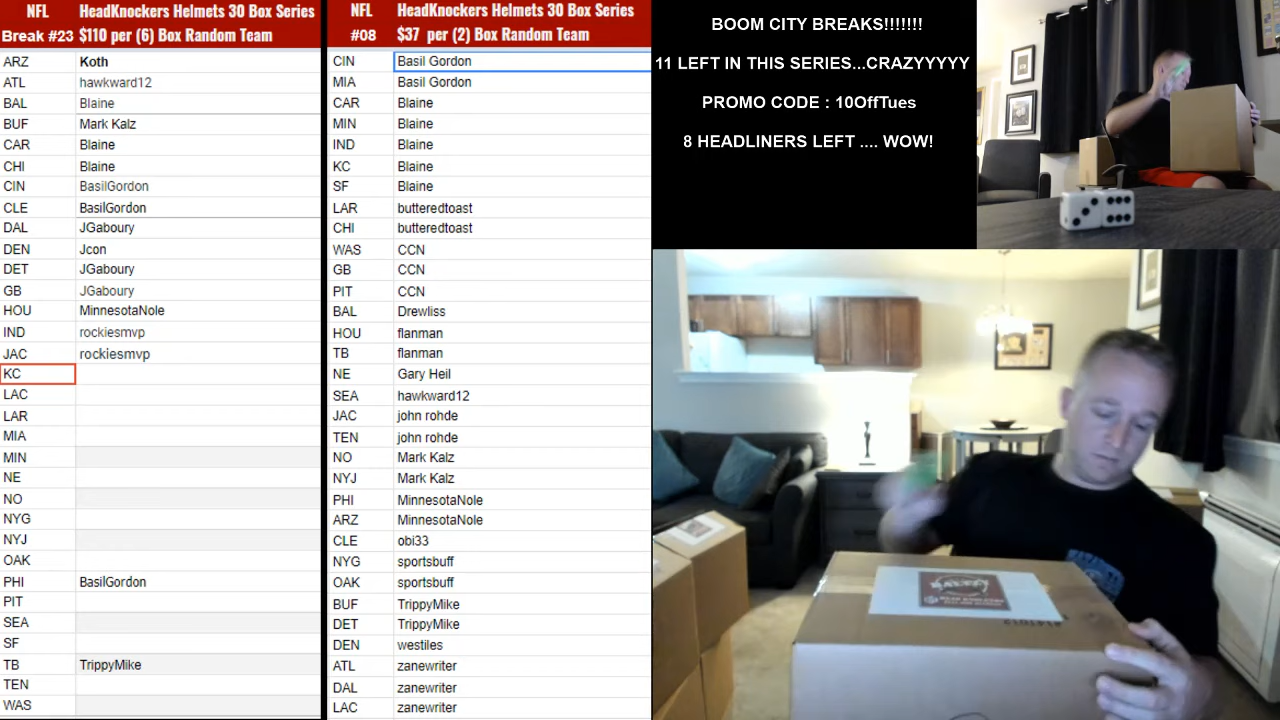 NFL HeadKnockers Helmets 30 Box Series
Break #23 $110 per (6) Box Random Team
ARZ Koth
ATL hawkward12
BAL Blaine
BUF Mark Kalz
CAR Blaine
CHI Blaine
CIN BasilGordon
CLE BasilGordon
DAL JGaboury
DEN Jcon
DET JGaboury
GB JGaboury
HOU MinnesotaNole
IND rockiesmvp
JAC rockiesmvp
KC
LAC
LAR
MIA
MIN
NE
NO
NYG
NYJ
OAK
PHI BasilGordon
PIT
SEA
SF
TB TrippyMike
TEN
WAS
NFL HeadKnockers Helmets 30 Box Series
#08 $37 per (2) Box Random Team
CIN Basil Gordon
MIA Basil Gordon
CAR Blaine
MIN Blaine
IND Blaine
KC Blaine
SF Blaine
LAR butteredtoast
CHI butteredtoast
WAS CCN
GB CCN
PIT CCN
BAL Drewliss
HOU flanman
TB flanman
NE Gary Heil
SEA hawkward12
JAC john rohde
TEN john rohde
NO Mark Kalz
NYJ Mark Kalz
PHI MinnesotaNole
ARZ MinnesotaNole
CLE obi33
NYG sportsbuff
OAK sportsbuff
BUF TrippyMike
DET TrippyMike
DEN westiles
ATL zanewriter
DAL zanewriter
LAC zanewriter
BOOM CITY BREAKS!!!!!!!
11 LEFT IN THIS SERIES...CRAZYYYYY
PROMO CODE : 10OffTues
8 HEADLINERS LEFT .... WOW!